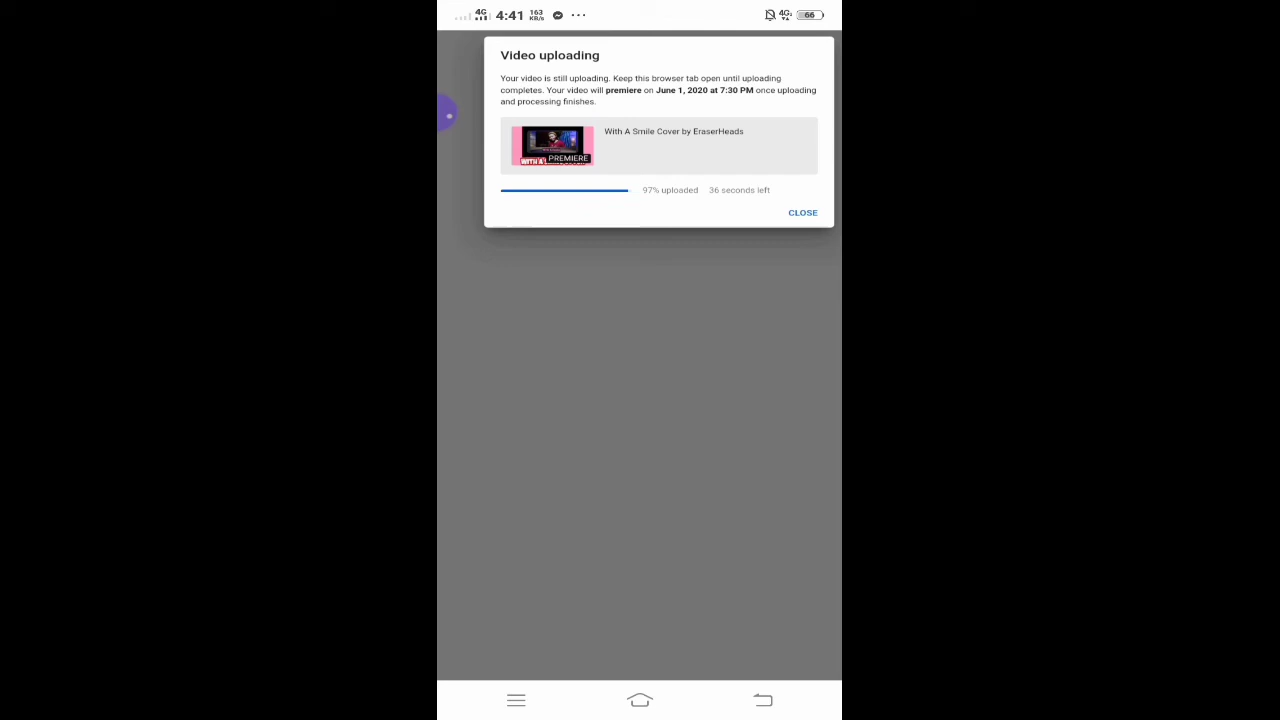 4G 4:41 163 KB/s ... 4G 66
Video uploading
Your video is still uploading. Keep this browser tab open until uploading
completes. Your video will premiere on June 1, 2020 at 7:30 PM once uploading
and processing finishes.
With A Smile Cover by EraserHeads
PREMIERE
WITH A
97% uploaded 36 seconds left
CLOSE